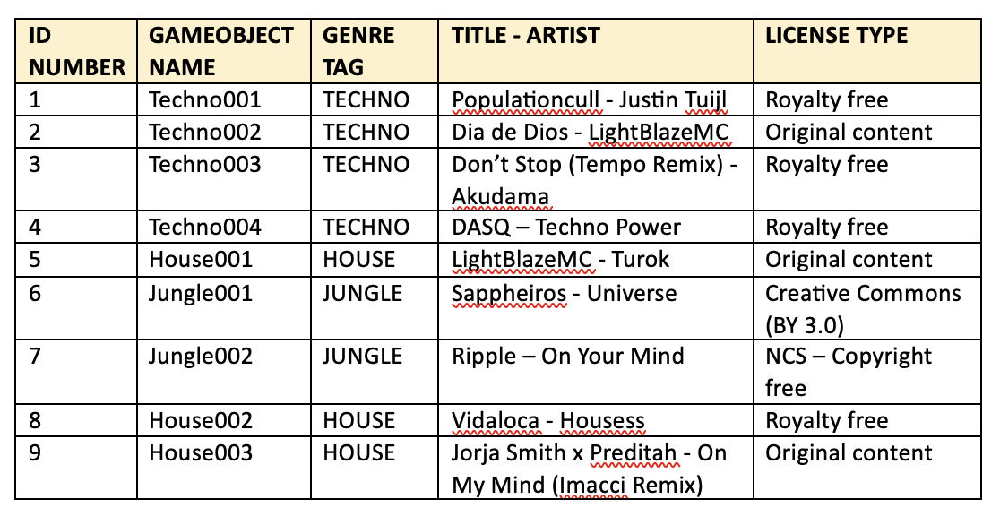 ID NUMBER GAMEOBJECT NAME GENRE TAG TITLE - ARTIST LICENSE TYPE
1 Techno001 TECHNO Populationcull - Justin Tuijl Royalty free
2 Techno002 TECHNO Dia de Dios - LightBlazeMC Original content
3 Techno003 TECHNO Don’t Stop (Tempo Remix) - Akudama Royalty free
4 Techno004 TECHNO DASQ – Techno Power Royalty free
5 House001 HOUSE LightBlazeMC - Turok Original content
6 Jungle001 JUNGLE Sappheiros - Universe Creative Commons (BY 3.0)
7 Jungle002 JUNGLE Ripple – On Your Mind NCS – Copyright free
8 House002 HOUSE Vidaloca - Housess Royalty free
9 House003 HOUSE Jorja Smith x Preditah - On My Mind (Imacci Remix) Original content